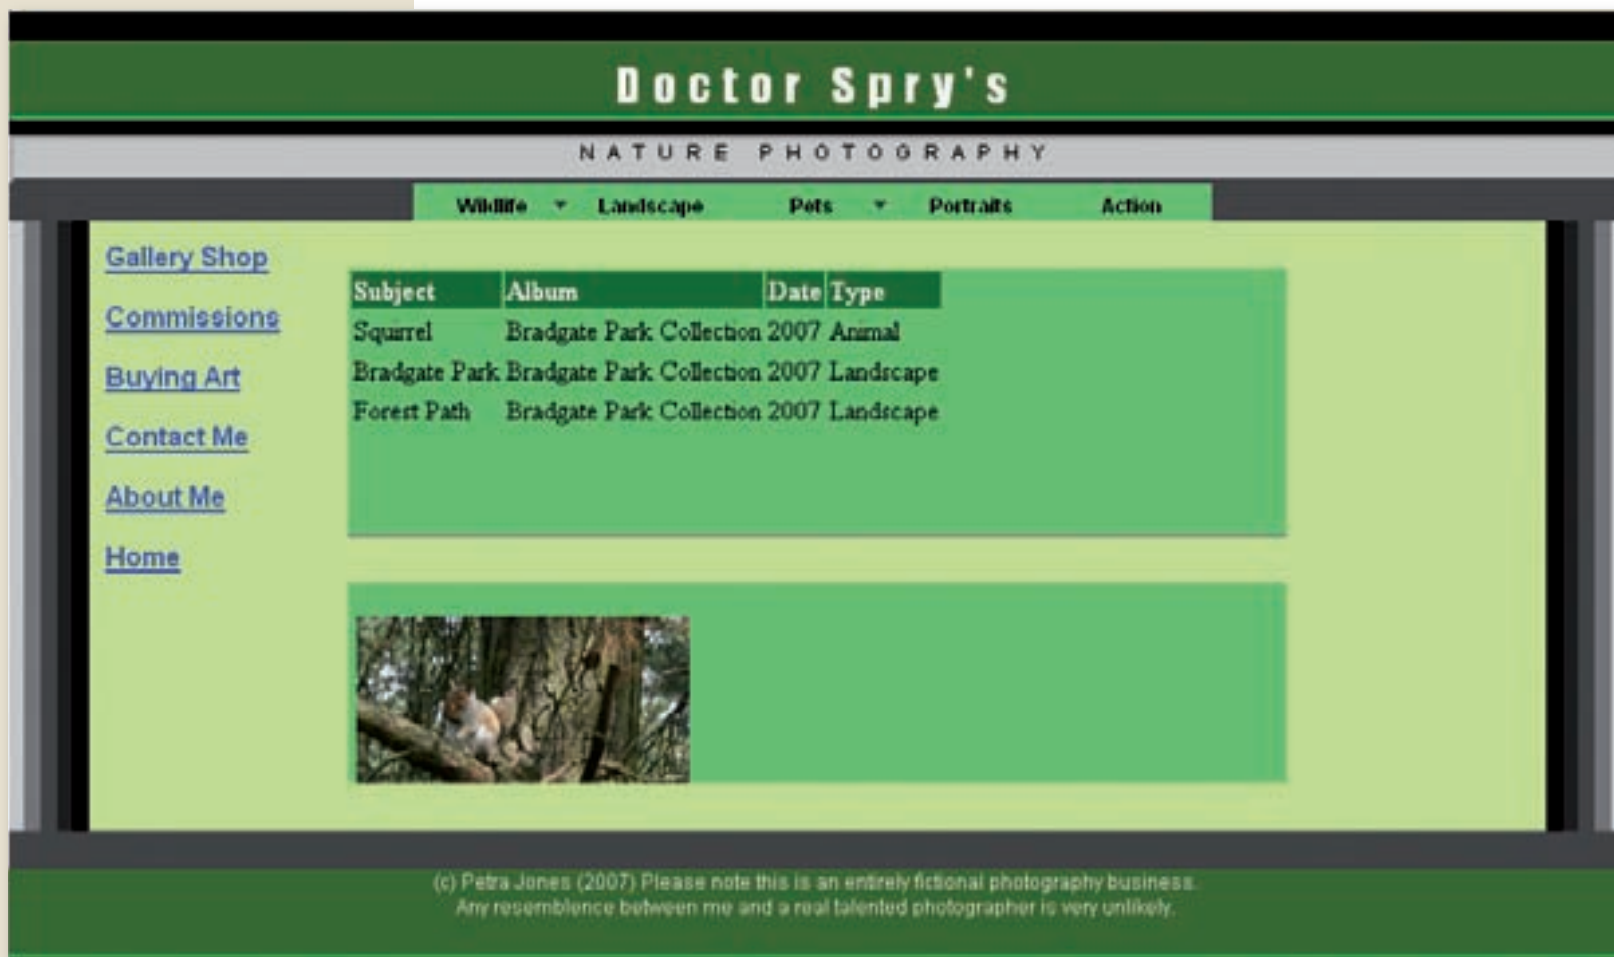 Doctor Spry's
NATURE PHOTOGRAPHY
Wildlife Landscape Pets Portraits Action
Gallery Shop
Commissions
Buying Art
Contact Me
About Me
Home
Subject Album Date Type
Squirrel Bradgate Park Collection 2007 Animal
Bradgate Park Bradgate Park Collection 2007 Landscape
Forest Path Bradgate Park Collection 2007 Landscape
(c) Petra Jones (2007) Please note this is an entirely fictional photography business.
Any resemblence between me and a real talented photographer is very unlikely.